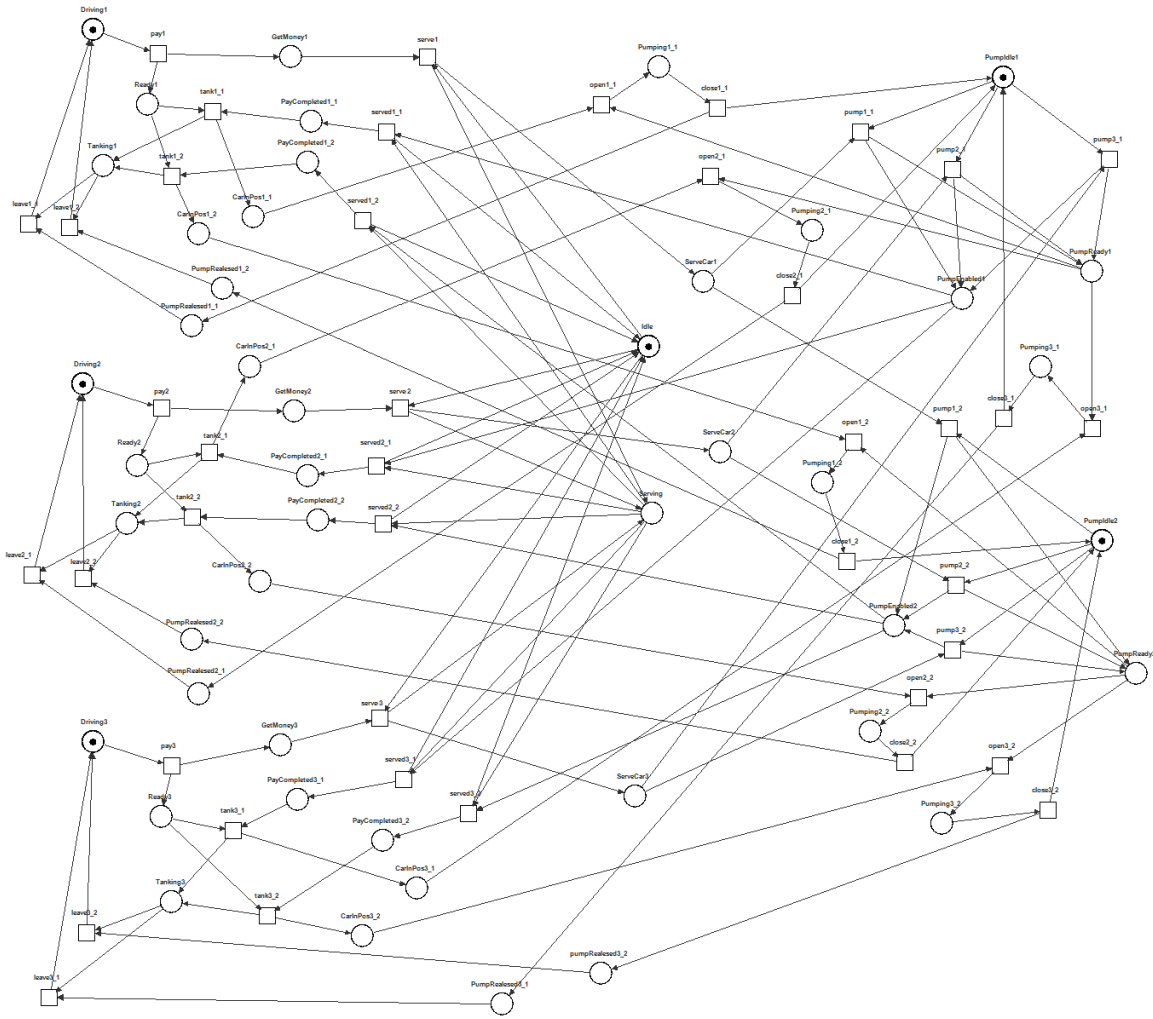 Driving1
pay1
GetMoney1
serve1
Pumping1_1
PumpIdle1
Ready1
tank1_1
PayCompleted1_1
served1_1
open1_1
close1_1
pump1_1
pump2_1
pump3_1
Tanking1
tank1_2
PayCompleted1_2
open2_1
leave1_1
leave1_2
CarInPos1_2
CarInPos1_1
served1_2
Pumping2_1
PumpRealesed1_2
ServeCar1
close2_1
PumpEnabled1
PumpReady1
PumpRealesed1_1
Idle
CarInPos2_1
Pumping3_1
Driving2
pay2
GetMoney2
serve2
close3_1
open3_1
Ready2
tank2_1
PayCompleted2_1
served2_1
ServeCar2
open1_2
pump1_2
Pumping1_2
Tanking2
tank2_2
PayCompleted2_2
served2_2
Serving
PumpIdle2
leave2_1
leave2_2
CarInPos2_2
close1_2
pump2_2
PumpRealesed2_2
PumpEnabled2
pump3_2
PumpRealesed2_1
PumpReady
open2_2
Driving3
pay3
GetMoney3
serve3
Pumping2_2
close2_2
open3_2
Ready3
tank3_1
PayCompleted3_1
served3_1
ServeCar3
close3_2
PayCompleted3_2
served3_2
Pumping3_2
Tanking3
tank3_2
CarInPos3_1
leave3_2
CarInPos3_2
pumpRealesed3_2
leave3_1
PumpRealesed3_1